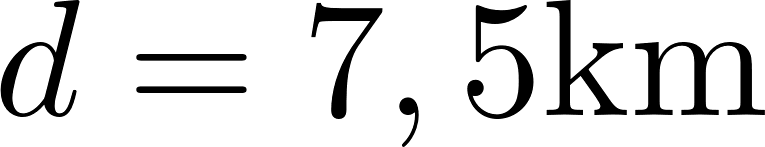 d = 7, 5km